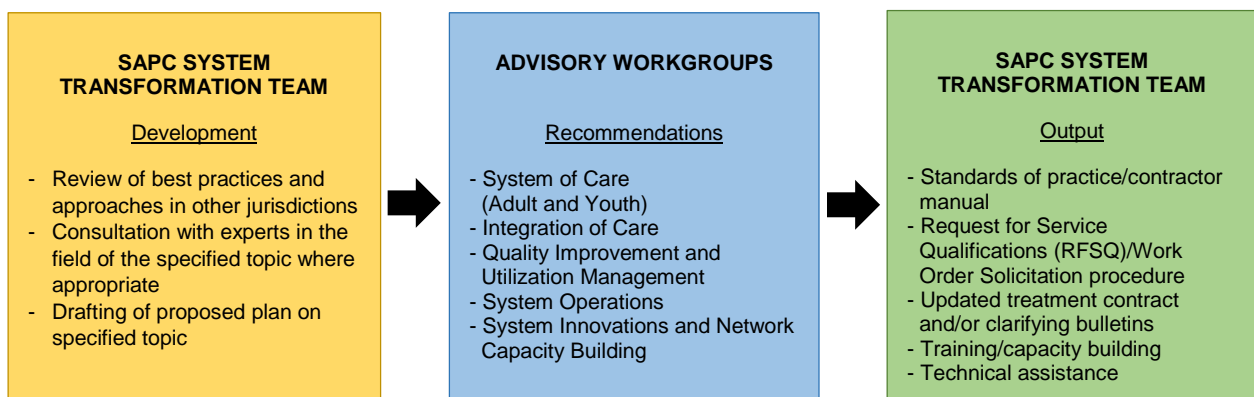 SAPC SYSTEM
TRANSFORMATION TEAM
Development
- Review of best practices and
approaches in other jurisdictions
- Consultation with experts in the
field of the specified topic where
appropriate
- Drafting of proposed plan on
specified topic
ADVISORY WORKGROUPS
Recommendations
- System of Care
(Adult and Youth)
- Integration of Care
- Quality Improvement and
Utilization Management
- System Operations
- System Innovations and Network
Capacity Building
SAPC SYSTEM
TRANSFORMATION TEAM
Output
- Standards of practice/contractor
manual
- Request for Service
Qualifications (RFSQ)/Work
Order Solicitation procedure
- Updated treatment contract
and/or clarifying bulletins
- Training/capacity building
- Technical assistance